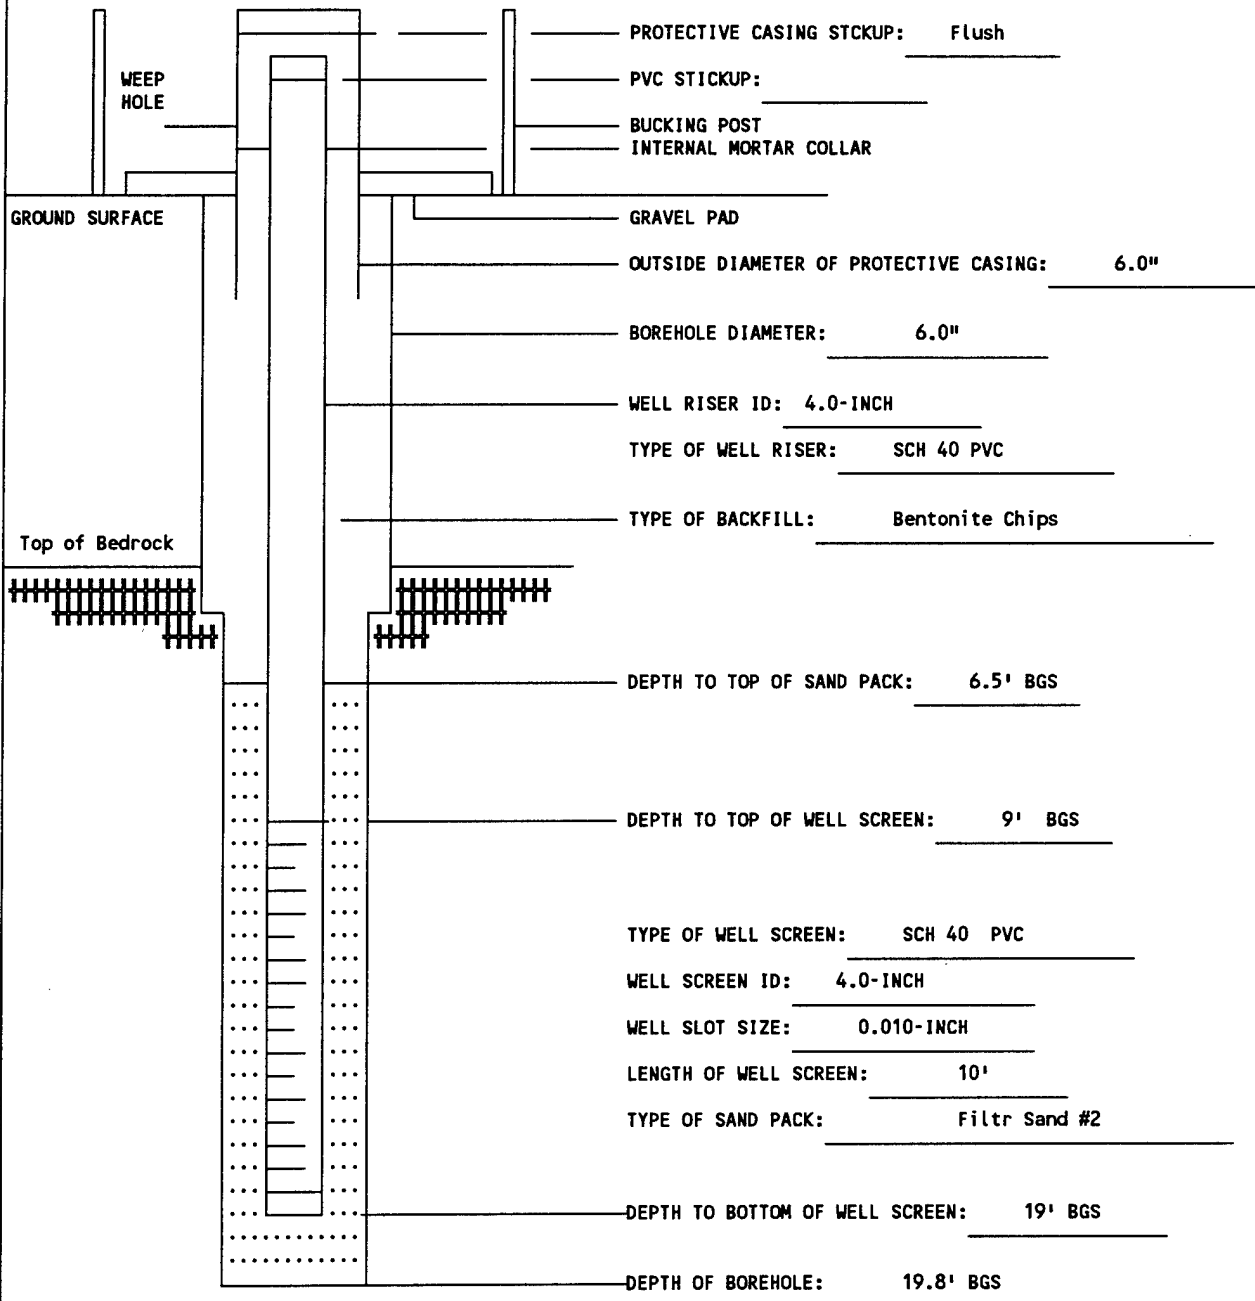 PROTECTIVE CASING STCKUP: Flush
WEEP
HOLE
PVC STICKUP:
BUCKING POST
INTERNAL MORTAR COLLAR
GROUND SURFACE
GRAVEL PAD
OUTSIDE DIAMETER OF PROTECTIVE CASING: 6.0"
BOREHOLE DIAMETER: 6.0"
WELL RISER ID: 4.0-INCH
TYPE OF WELL RISER: SCH 40 PVC
TYPE OF BACKFILL: Bentonite Chips
Top of Bedrock
DEPTH TO TOP OF SAND PACK: 6.5' BGS
DEPTH TO TOP OF WELL SCREEN: 9' BGS
TYPE OF WELL SCREEN: SCH 40 PVC
WELL SCREEN ID: 4.0-INCH
WELL SLOT SIZE: 0.010-INCH
LENGTH OF WELL SCREEN: 10'
TYPE OF SAND PACK: Filtr Sand #2
DEPTH TO BOTTOM OF WELL SCREEN: 19' BGS
DEPTH OF BOREHOLE: 19.8' BGS